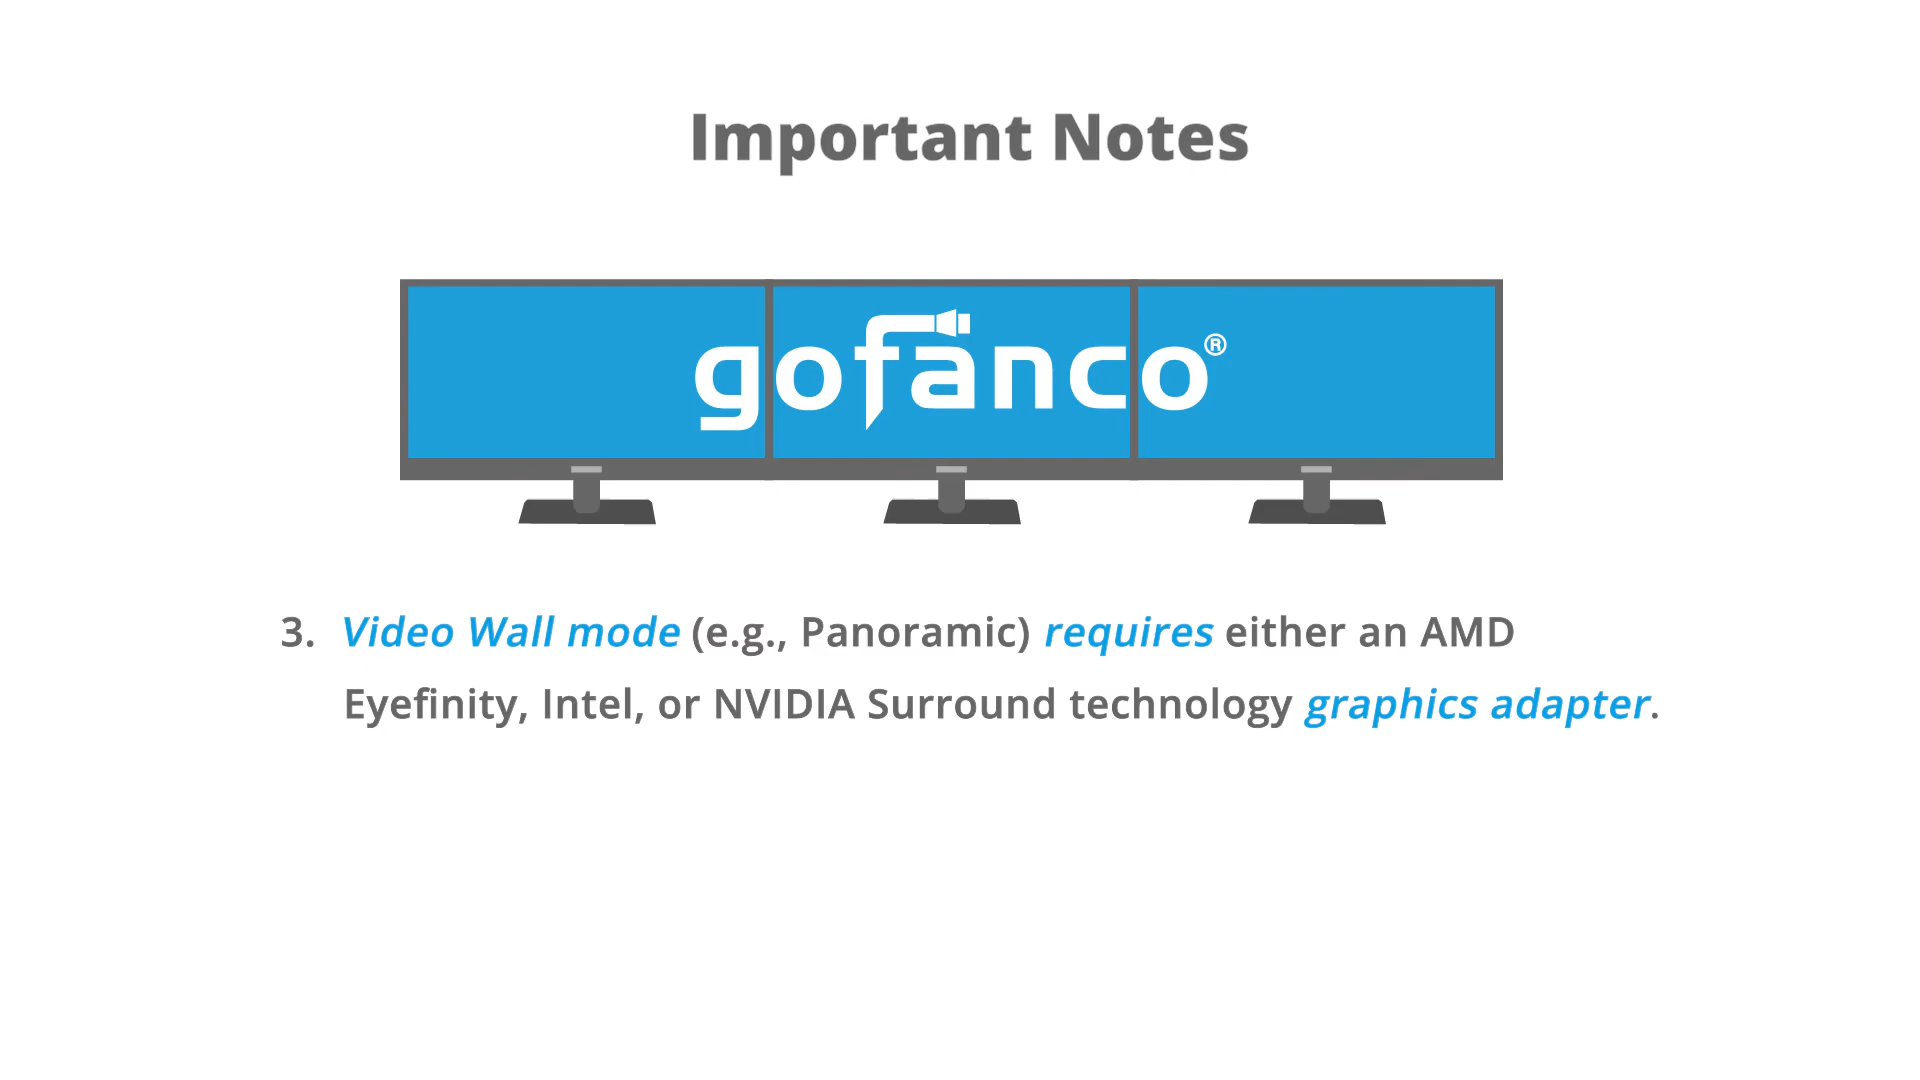 Important Notes
gofanco®
3. Video Wall mode (e.g., Panoramic) requires either an AMD
Eyefinity, Intel, or NVIDIA Surround technology graphics adapter.